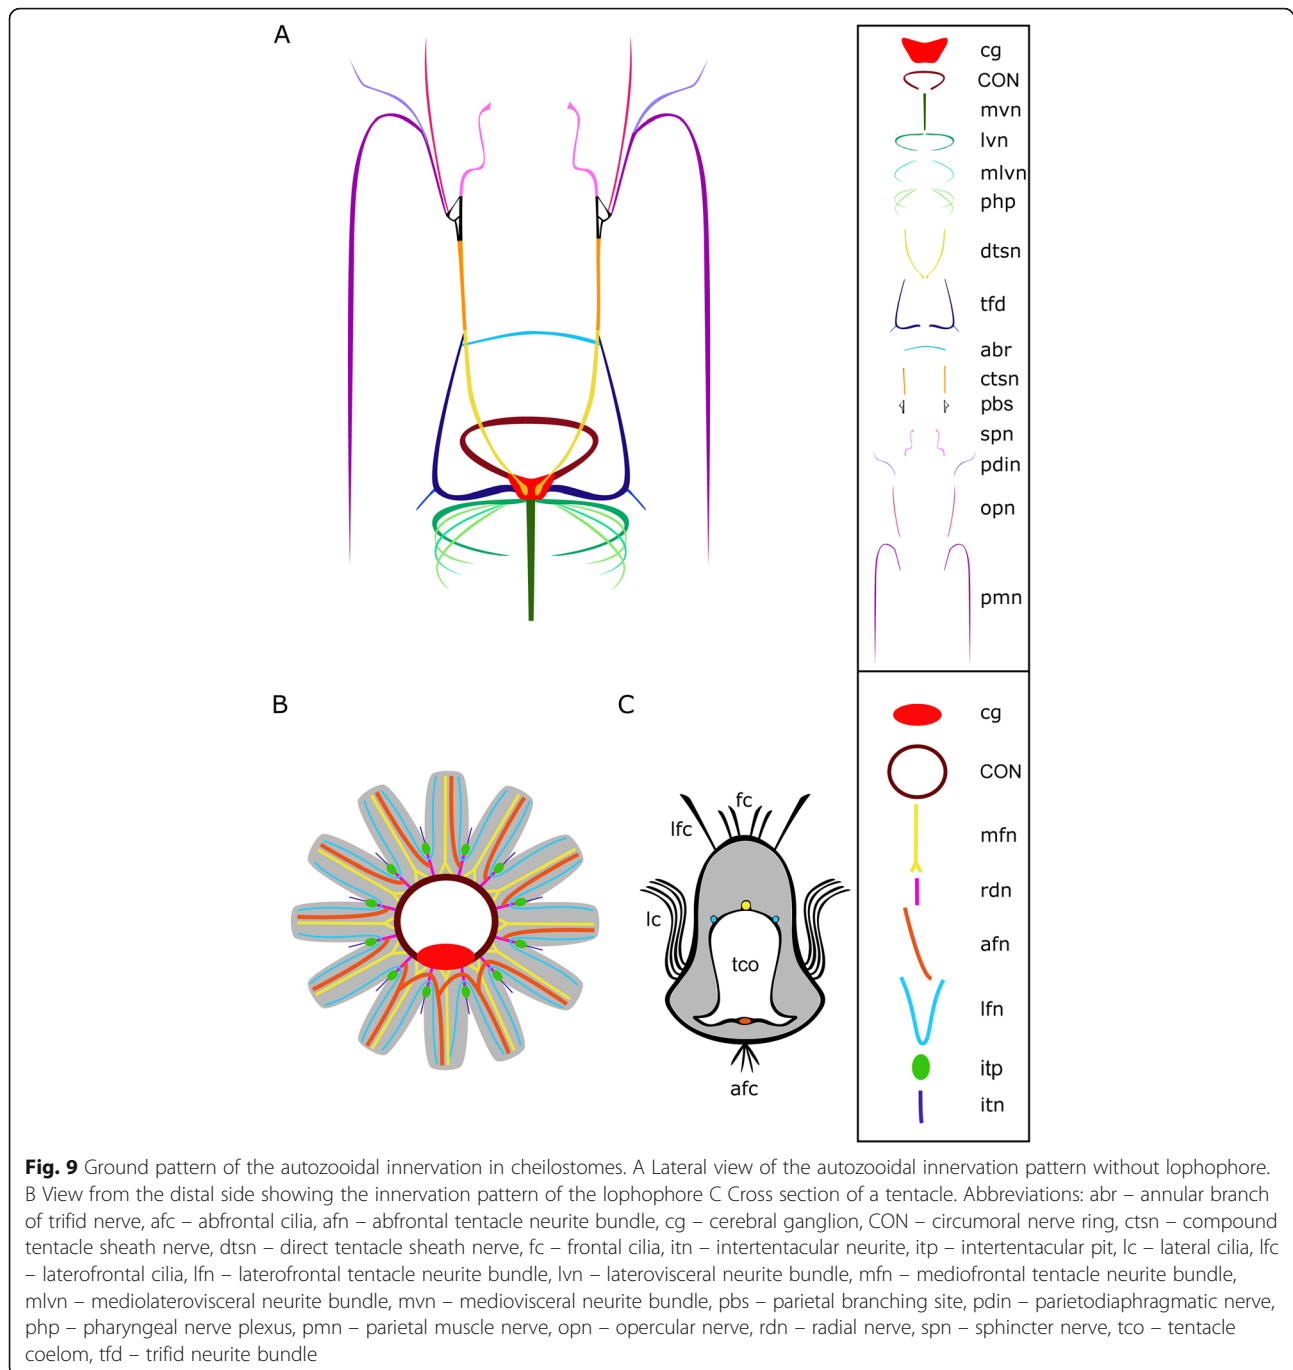 A
cg
CON
mvn
lvn
mlvn
php
dtsn
tfd
abr
ctsn
pbs
spn
pdin
opn
pmn
B
C
fc
lfc
lc
tco
afc
cg
CON
mfn
rdn
afn
lfn
itp
itn
Fig. 9 Ground pattern of the autozooidal innervation in cheilostomes. A Lateral view of the autozooidal innervation pattern without lophophore.
B View from the distal side showing the innervation pattern of the lophophore C Cross section of a tentacle. Abbreviations: abr – annular branch
of trifid nerve, afc – abfrontal cilia, afn – abfrontal tentacle neurite bundle, cg – cerebral ganglion, CON – circumoral nerve ring, ctsn – compound
tentacle sheath nerve, dtsn – direct tentacle sheath nerve, fc – frontal cilia, itn – intertentacular neurite, itp – intertentacular pit, lc – lateral cilia, lfc
– laterofrontal cilia, lfn – laterofrontal tentacle neurite bundle, lvn – laterovisceral neurite bundle, mfn – mediofrontal tentacle neurite bundle,
mlvn – mediolaterovisceral neurite bundle, mvn – mediovisceral neurite bundle, pbs – parietal branching site, pdin – parietodiaphragmatic nerve,
php – pharyngeal nerve plexus, pmn – parietal muscle nerve, opn – opercular nerve, rdn – radial nerve, spn – sphincter nerve, tco – tentacle
coelom, tfd – trifid neurite bundle